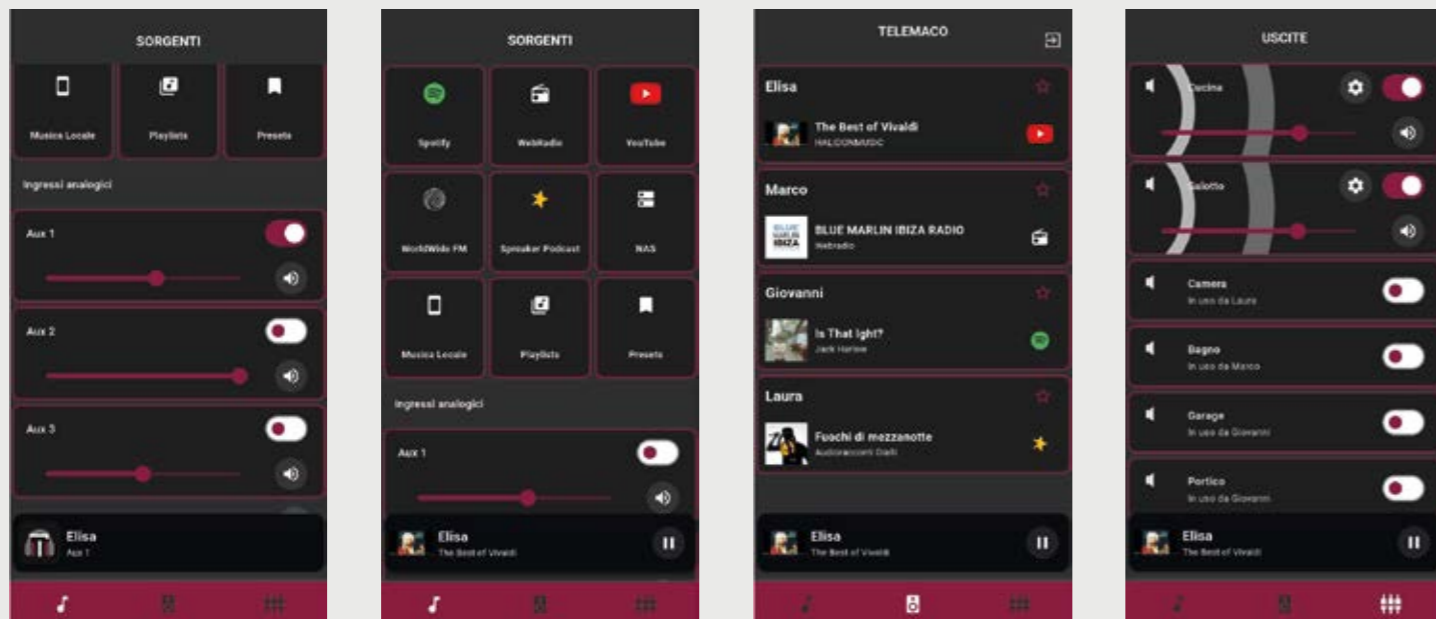 SORGENTI
Musica Locale
Playlists
Presets
Ingressi analogici
Aux 1
Aux 2
Aux 3
Elisa
Aux 1
SORGENTI
Spotify
WebRadio
YouTube
WorldWide FM
Spreaker Podcast
NAS
Musica Locale
Playlists
Presets
Ingressi analogici
Aux 1
Elisa
The Best of Vivaldi
TELEMACO
Elisa
The Best of Vivaldi
HALIDONMUSIC
Marco
BLUE MARLIN IBIZA RADIO
Webradio
Giovanni
Is That Ight?
Jack Harlow
Laura
Fuochi di mezzanotte
Audioracconti
Elisa
The Best of Vivaldi
USCITE
Cucina
Salotto
Camera
In uso da Laura
Bagno
In uso da Marco
Garage
In uso da Giovanni
Portico
In uso da Giovanni
Elisa
The Best of Vivaldi